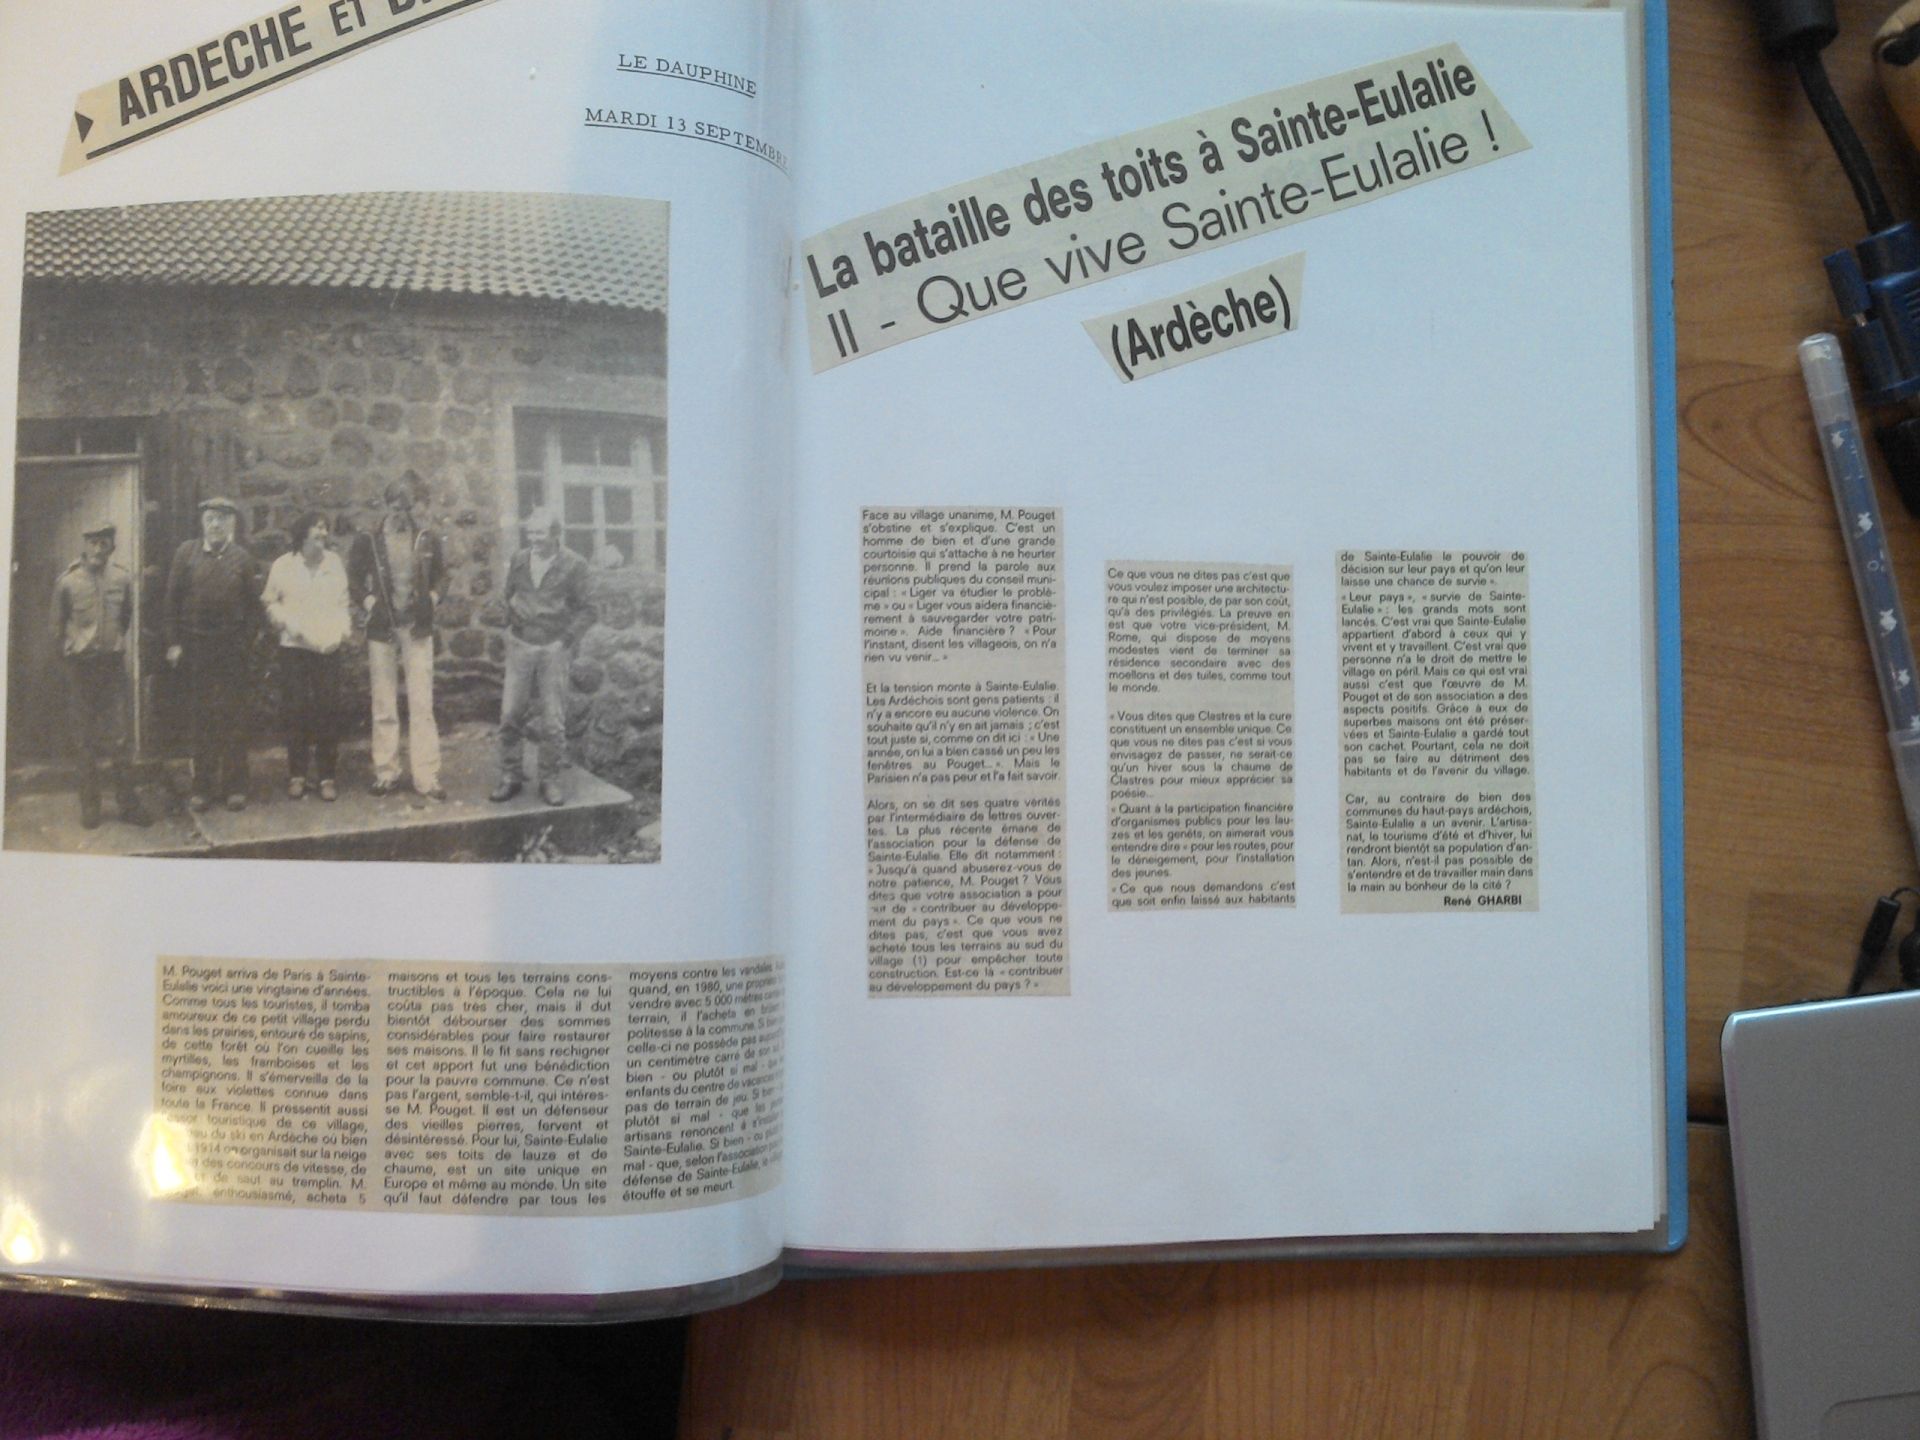 ARDECHE ET
LE DAUPHINE
MARDI 13 SEPTEMBRE
M. Pouget arriva de Paris à Sainte-
Eulalie voici une vingtaine d'années.
Comme tous les touristes, il tomba
amoureux de ce petit village perdu
dans les prairies, entouré de sapins,
de cette forêt où l'on cueille les
myrtilles, les framboises et les
champignons. Il s'émerveilla de la
foire aux violettes connue dans
toute la France. Il pressentit aussi
touristique de ce village,
du ski en Ardèche où bien
1914 on organisait sur la neige
des concours de vitesse, de
de saut au tremplin. M.
enthousiasmé, acheta 5
maisons et tous les terrains cons-
tructibles à l'époque. Cela ne lui
coûta pas très cher, mais il dut
bientôt débourser des sommes
considérables pour faire restaurer
ses maisons. Il le fit sans rechigner
et cet apport fut une bénédiction
pour la pauvre commune. Ce n'est
pas l'argent, semble-t-il, qui intéres-
se M. Pouget. Il est un défenseur
des vieilles pierres, fervent et
désintéressé. Pour lui, Sainte-Eulalie
avec ses toits de lauze et de
chaume, est un site unique en
Europe et même au monde. Un site
qu'il faut défendre par tous les
moyens contre les vandales
quand, en 1980, une
vendre avec 5 000 mètres
terrain, il l'acheta en
politesse à la commune. Si
celle-ci ne possède pas
un centimètre carré de son
bien - ou plutôt si mal - que
enfants du centre de vacances
pas de terrain de jeu. Si bien -
plutôt si mal - que les
artisans renoncent à
Sainte-Eulalie. Si bien - ou
mal - que, selon l'association
défense de Sainte-Eulalie, le
étouffe et se meurt.
La bataille des toits à Sainte-Eulalie
II - Que vive Sainte-Eulalie !
(Ardèche)
Face au village unanime, M. Pouget
s'obstine et s'explique. C'est un
homme de bien et d'une grande
courtoisie qui s'attache à ne heurter
personne. Il prend la parole aux
réunions publiques du conseil muni-
cipal : « Liger va étudier le problè-
me » ou « Liger vous aidera financiè-
rement à sauvegarder votre patri-
moine ». Aide financière ? « Pour
l'instant, disent les villageois, on n'a
rien vu venir... »
Et la tension monte à Sainte-Eulalie.
Les Ardéchois sont gens patients : il
n'y a encore eu aucune violence. On
souhaite qu'il n'y en ait jamais ; c'est
tout juste si, comme on dit ici : « Une
année, on lui a bien cassé un peu les
fenêtres au Pouget... ». Mais le
Parisien n'a pas peur et l'a fait savoir.
Alors, on se dit ses quatre vérités
par l'intermédiaire de lettres ouver-
tes. La plus récente émane de
l'association pour la défense de
Sainte-Eulalie. Elle dit notamment :
« Jusqu'à quand abuserez-vous de
notre patience, M. Pouget ? Vous
dites que votre association a pour
but de « contribuer au développe-
ment du pays ». Ce que vous ne
dites pas, c'est que vous avez
acheté tous les terrains au sud du
village (1) pour empêcher toute
construction. Est-ce là « contribuer
au développement du pays ? »
Ce que vous ne dites pas c'est que
vous voulez imposer une architectu-
re qui n'est posible, de par son coût,
qu'à des privilégiés. La preuve en
est que votre vice-président, M.
Rome, qui dispose de moyens
modestes vient de terminer sa
résidence secondaire avec des
moellons et des tuiles, comme tout
le monde.
« Vous dites que Clastres et la cure
constituent un ensemble unique. Ce
que vous ne dites pas c'est si vous
envisagez de passer, ne serait-ce
qu'un hiver sous la chaume de
Clastres pour mieux apprécier sa
poésie...
« Quant à la participation financière
d'organismes publics pour les lau-
zes et les genêts, on aimerait vous
entendre dire « pour les routes, pour
le déneigement, pour l'installation
des jeunes.
« Ce que nous demandons c'est
que soit enfin laissé aux habitants
de Sainte-Eulalie le pouvoir de
décision sur leur pays et qu'on leur
laisse une chance de survie ».
« Leur pays », « survie de Sainte-
Eulalie » : les grands mots sont
lancés. C'est vrai que Sainte-Eulalie
appartient d'abord à ceux qui y
vivent et y travaillent. C'est vrai que
personne n'a le droit de mettre le
village en péril. Mais ce qui est vrai
aussi c'est que l'œuvre de M.
Pouget et de son association a des
aspects positifs. Grâce à eux de
superbes maisons ont été préser-
vées et Sainte-Eulalie a gardé tout
son cachet. Pourtant, cela ne doit
pas se faire au détriment des
habitants et de l'avenir du village.
Car, au contraire de bien des
communes du haut-pays ardéchois,
Sainte-Eulalie a un avenir. L'artisa-
nat, le tourisme d'été et d'hiver, lui
rendront bientôt sa population d'an-
tan. Alors, n'est-il pas possible de
s'entendre et de travailler main dans
la main au bonheur de la cité ?
René GHARBI